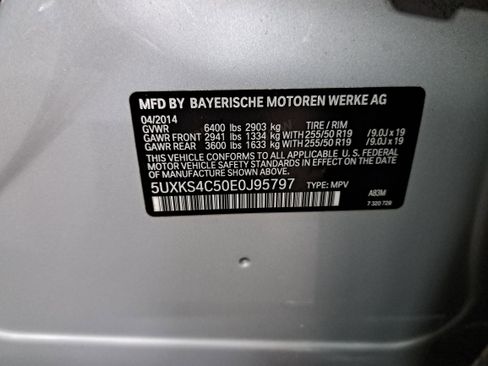 MFD BY BAYERISCHE MOTOREN WERKE AG
04/2014
GVWR 6400 lbs 2903 kg TIRE / RIM
GAWR FRONT 2941 lbs 1334 kg WITH 255/50 R19 / 9.0J x 19
GAWR REAR 3600 lbs 1633 kg WITH 255/50 R19 / 9.0J x 19
THIS VEHICLE CONFORMS TO ALL APPLICABLE U. S. FEDERAL
MOTOR VEHICLE SAFETY STANDARDS IN EFFECT ON THE DATE
OF MANUFACTURE SHOWN ABOVE.
5UXKS4C50E0J95797 TYPE: MPV
A83M
7 320 728